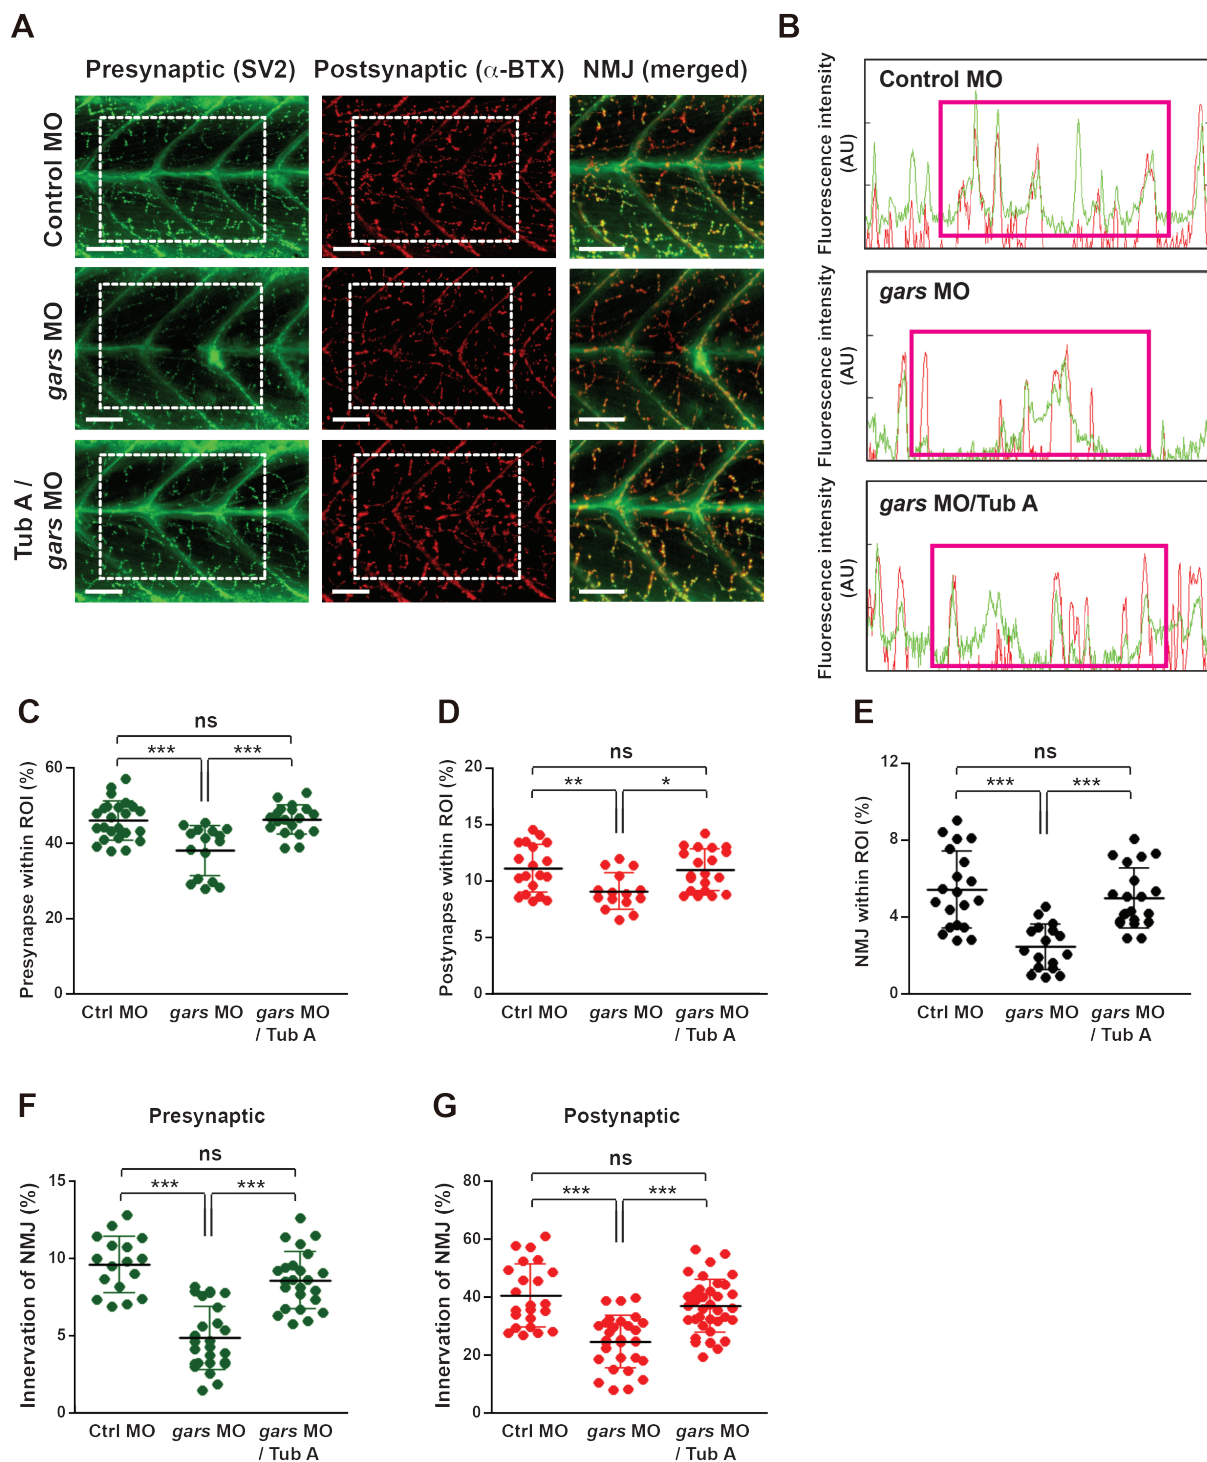 A
Presynaptic (SV2)
Postsynaptic (α-BTX)
NMJ (merged)
Control MO
gars MO
Tub A /
gars MO
B
Control MO
Fluorescence intensity
(AU)
gars MO
Fluorescence intensity
(AU)
gars MO/Tub A
Fluorescence intensity
(AU)
C
ns
*** ***
Presynapse within ROI (%)
60
40
20
0
Ctrl MO gars MO gars MO
/ Tub A
D
ns
** *
Postynapse within ROI (%)
20
15
10
5
0
Ctrl MO gars MO gars MO
/ Tub A
E
ns
*** ***
NMJ within ROI (%)
12
8
4
0
Ctrl MO gars MO gars MO
/ Tub A
F
Presynaptic
ns
*** ***
Innervation of NMJ (%)
15
10
5
0
Ctrl MO gars MO gars MO
/ Tub A
G
Postynaptic
ns
*** ***
Innervation of NMJ (%)
80
60
40
20
0
Ctrl MO gars MO gars MO
/ Tub A